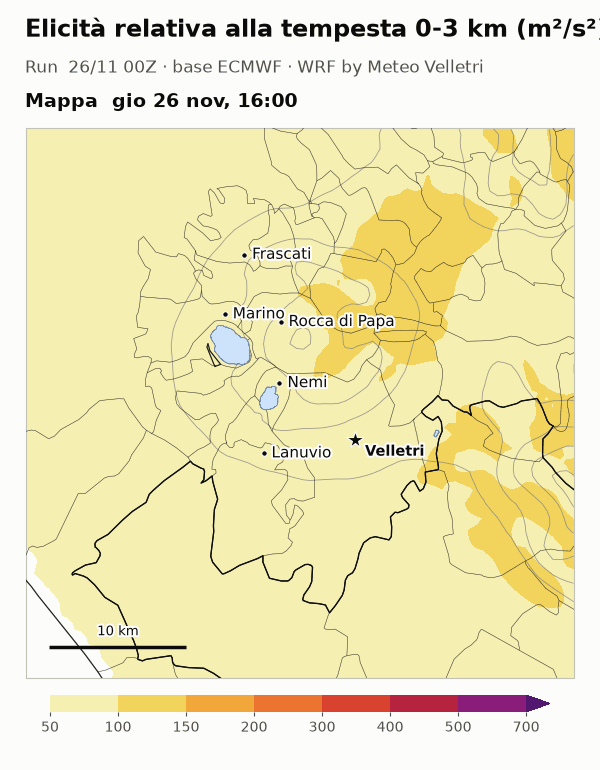 Elicità relativa alla tempesta 0-3 km (m²/s²)
Run 26/11 00Z · base ECMWF · WRF by Meteo Velletri
Mappa gio 26 nov, 16:00
Frascati
Marino
Rocca di Papa
Nemi
Velletri
Lanuvio
10 km
50 100 150 200 300 400 500 700